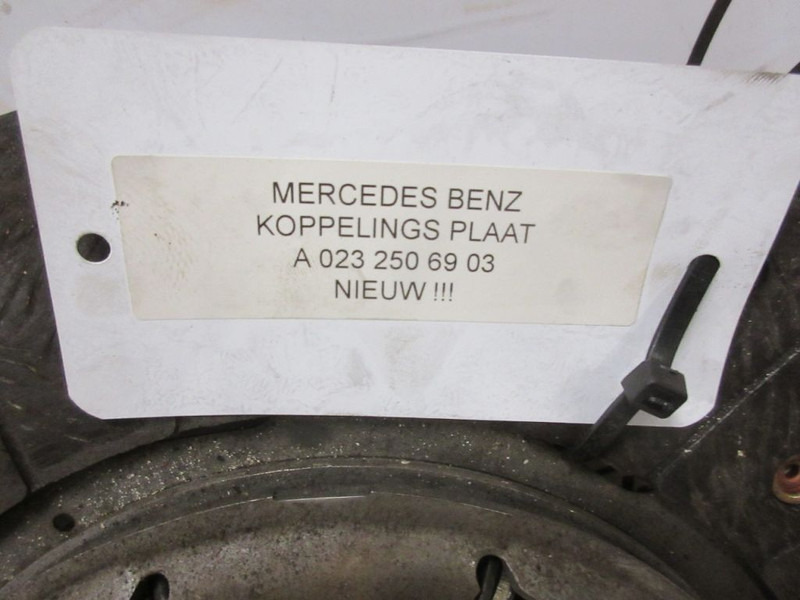 MERCEDES BENZ
KOPPELINGS PLAAT
A 023 250 69 03
NIEUW !!!